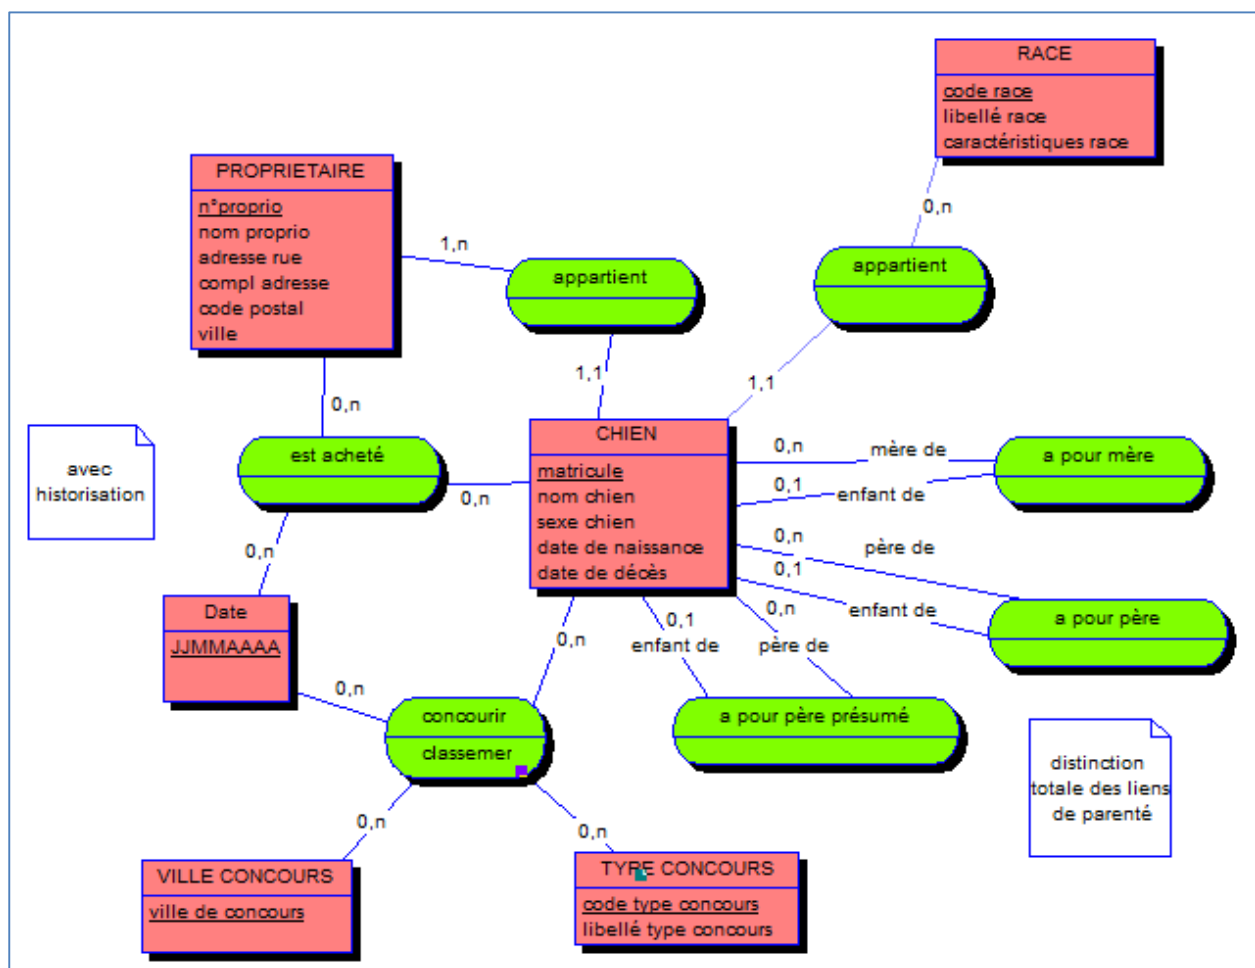 RACE
code race
libellé race
caractéristiques race
0,n
appartient
1,1
PROPRIETAIRE
n°proprio
nom proprio
adresse rue
compl adresse
code postal
ville
1,n
appartient
1,1
0,n
avec
historisation
est acheté
0,n
0,n
CHIEN
matricule
nom chien
sexe chien
date de naissance
date de décès
0,n
mère de
a pour mère
0,1
enfant de
0,n
père de
0,1
enfant de
a pour père
0,1
enfant de
0,n
père de
a pour père présumé
Date
JJMMAAAA
0,n
0,n
concourir
classemer
distinction
totale des liens
de parenté
0,n
0,n
VILLE CONCOURS
ville de concours
TYPE CONCOURS
code type concours
libellé type concours